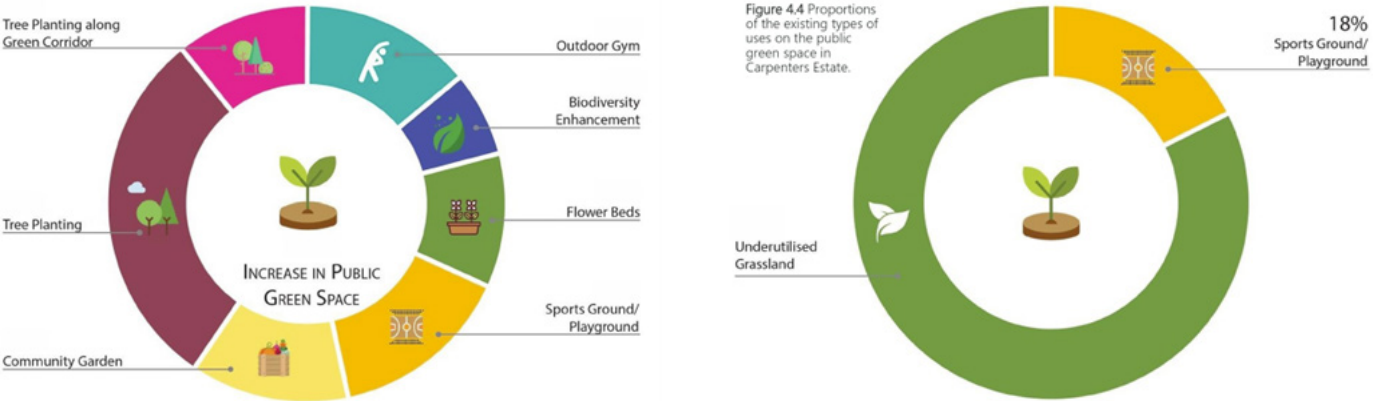 Tree Planting along
Green Corridor
Outdoor Gym
Biodiversity
Enhancement
Flower Beds
Tree Planting
INCREASE IN PUBLIC
GREEN SPACE
Sports Ground/
Playground
Community Garden
Figure 4.4 Proportions
of the existing types of
uses on the public
green space in
Carpenters Estate.
18%
Sports Ground/
Playground
Underutilised
Grassland